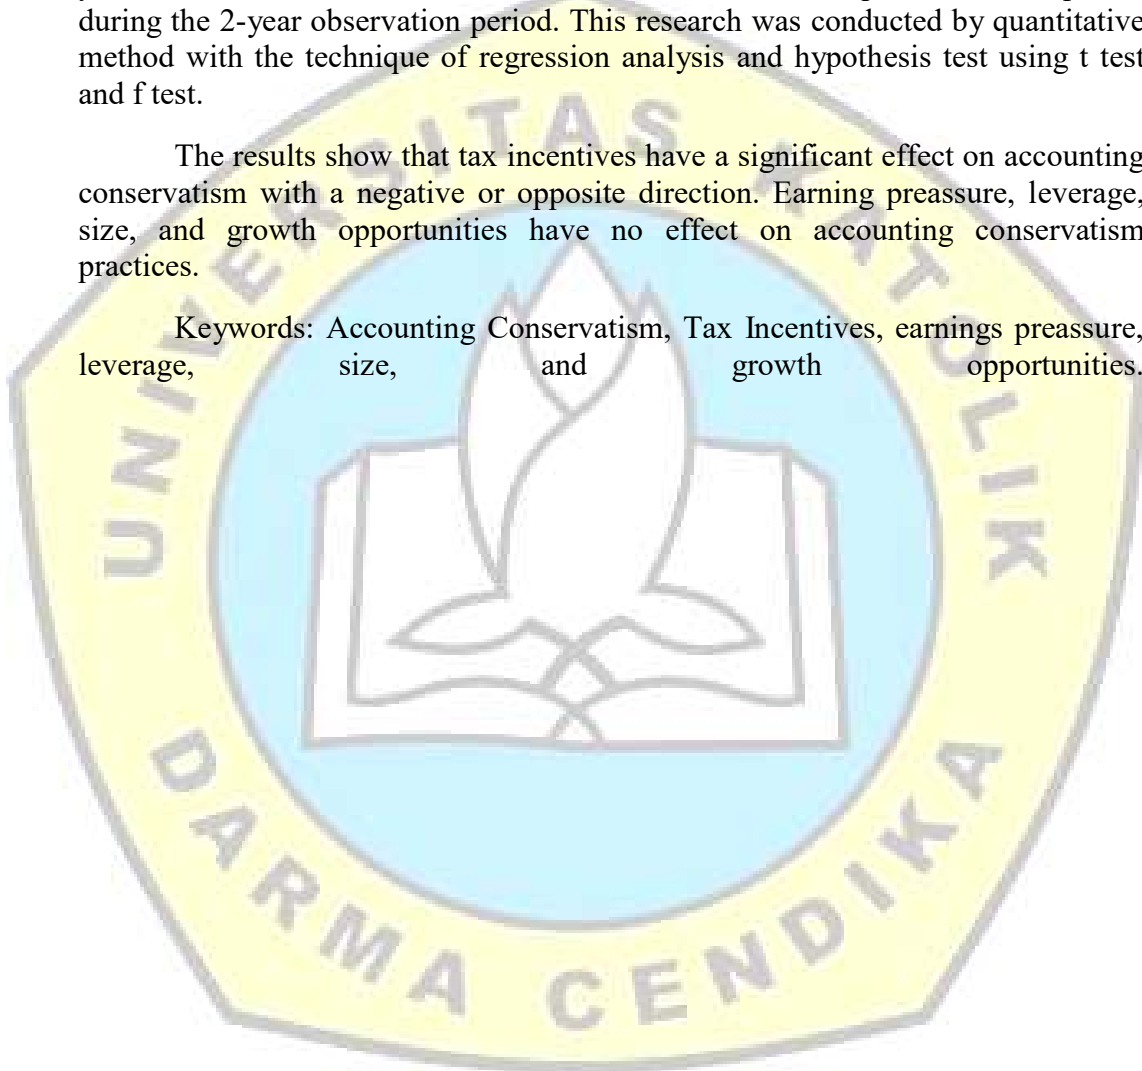 during the 2-year observation period. This research was conducted by quantitative
method with the technique of regression analysis and hypothesis test using t test
and f test.
The results show that tax incentives have a significant effect on accounting
conservatism with a negative or opposite direction. Earning preassure, leverage,
size, and growth opportunities have no effect on accounting conservatism
practices.
Keywords: Accounting Conservatism, Tax Incentives, earnings preassure,
leverage, size, and growth opportunities.
UNIVERSITAS KATOLIK
DARMA CENDIKA